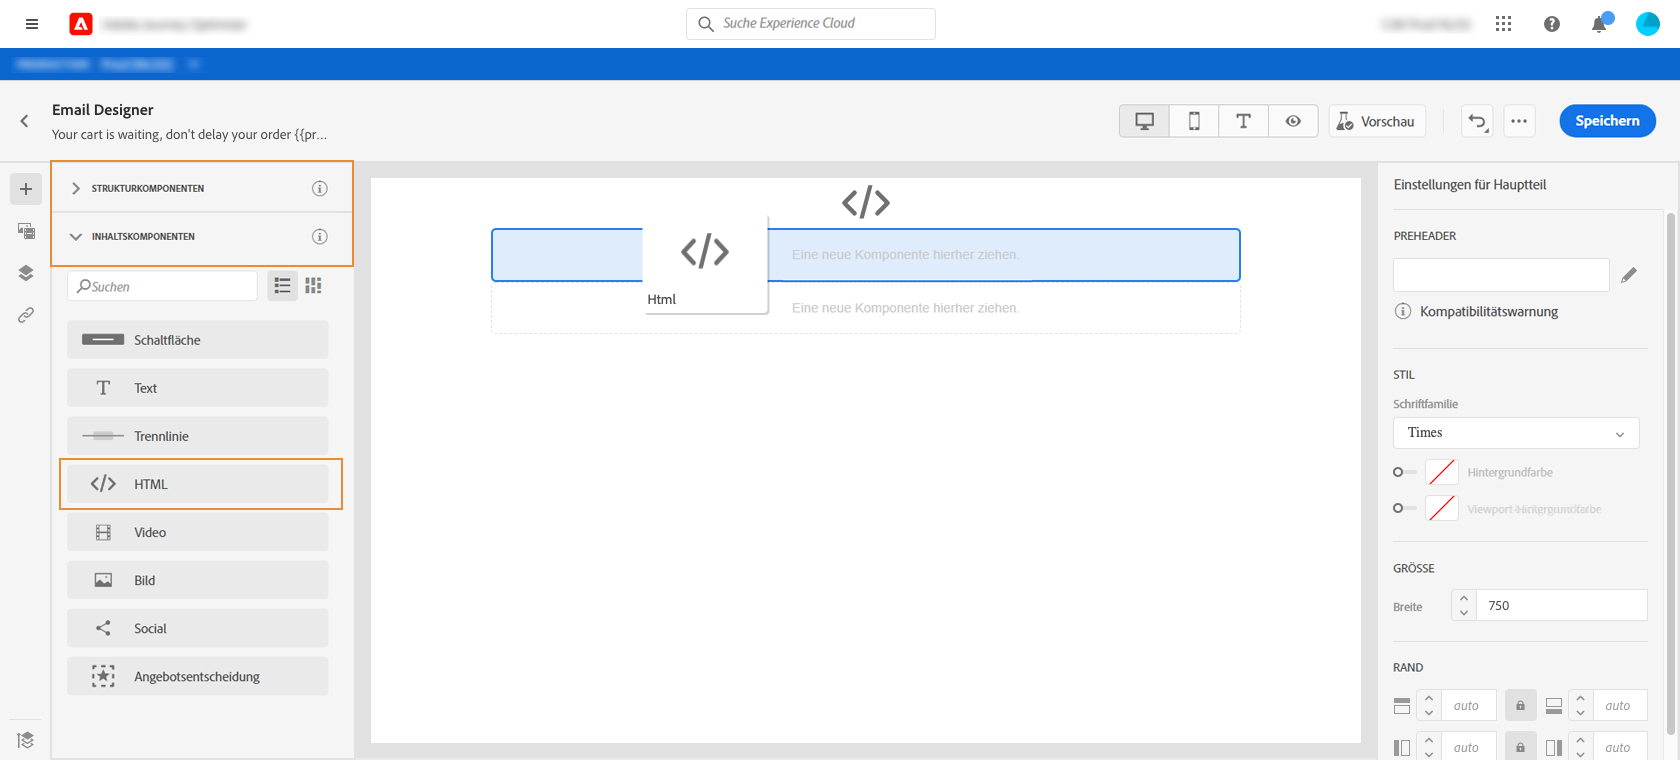 Suche Experience Cloud
Email Designer
Your cart is waiting, don't delay your order {{pr...
Vorschau
Speichern
STRUKTURKOMPONENTEN
INHALTSKOMPONENTEN
Suchen
Schaltfläche
Text
Trennlinie
HTML
Video
Bild
Social
Angebotsentscheidung
Eine neue Komponente hierher ziehen.
Html
Eine neue Komponente hierher ziehen.
Einstellungen für Hauptteil
PREHEADER
Kompatibilitätswarnung
STIL
Schriftfamilie
Times
Hintergrundfarbe
Viewport-Hintergrundfarbe
GRÖSSE
Breite
750
RAND
auto
auto
auto
auto